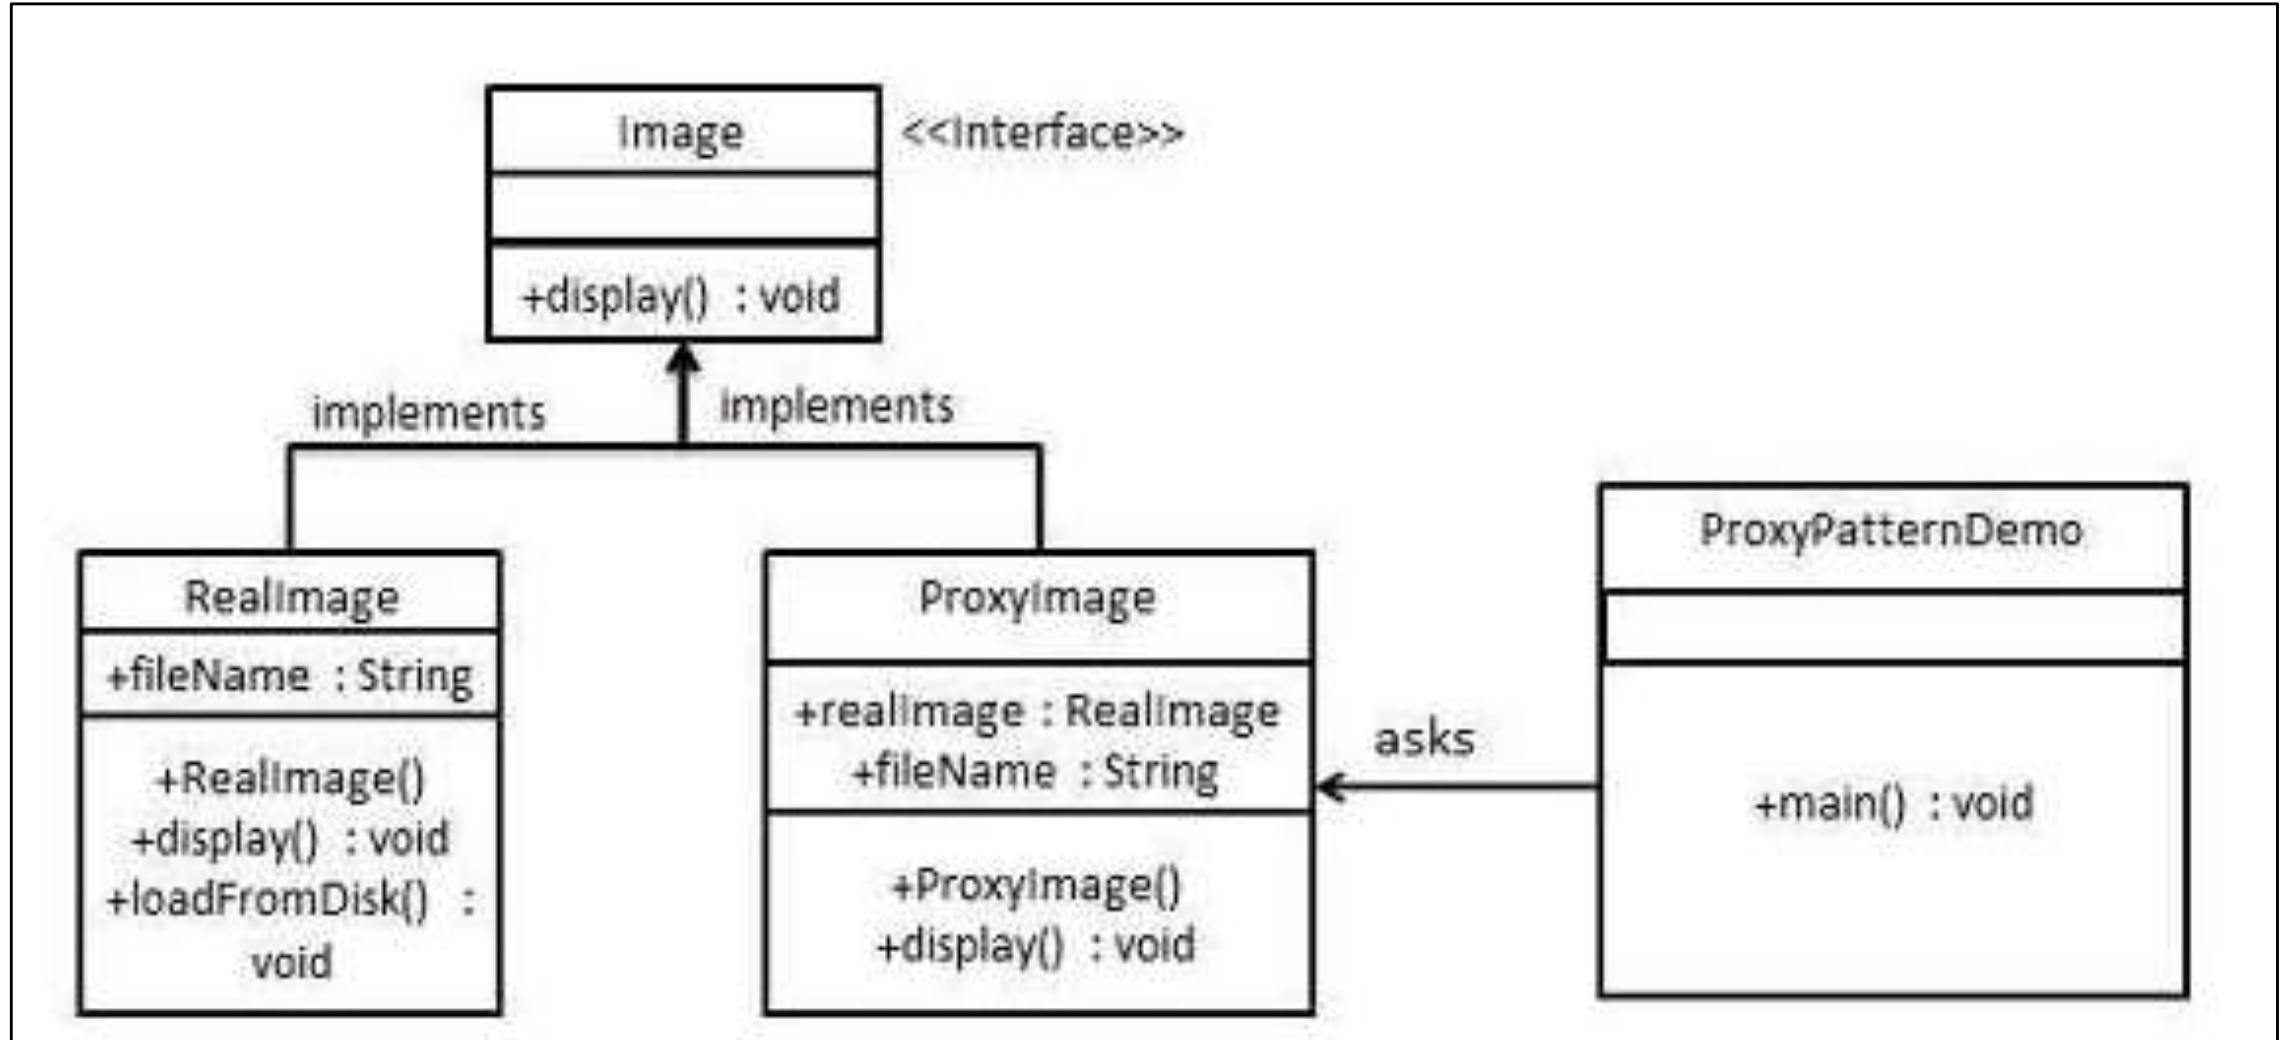 Image
<<Interface>>
+display() : void
implements
implements
RealImage
+fileName : String
+RealImage()
+display() : void
+loadFromDisk() :
void
ProxyImage
+realImage : RealImage
+fileName : String
+ProxyImage()
+display() : void
asks
ProxyPatternDemo
+main() : void